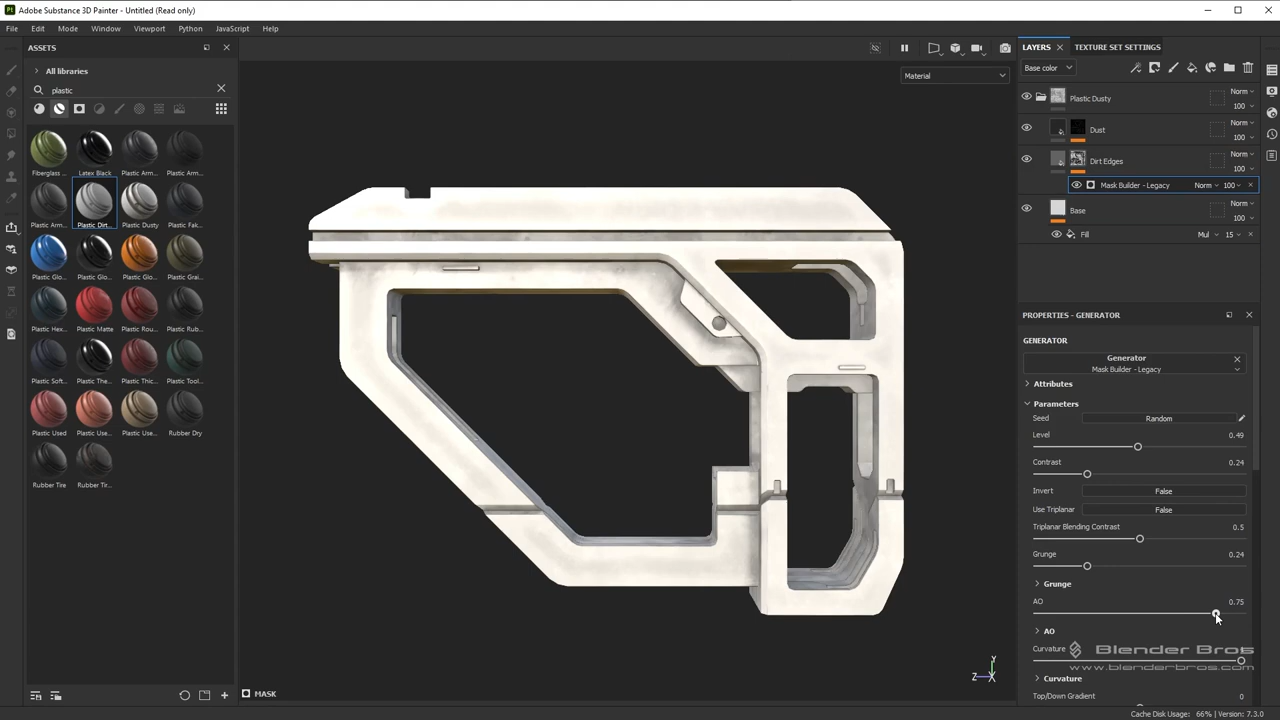 Adobe Substance 3D Painter - Untitled (Read only)
File Edit Mode Window Viewport Python JavaScript Help
ASSETS
All libraries
plastic
Fiberglass ... Latex Black Plastic Arm... Plastic Arm...
Plastic Arm... Plastic Dirt... Plastic Dusty Plastic Fak...
Plastic Glo... Plastic Glo... Plastic Glo... Plastic Grai...
Plastic Hex... Plastic Matte Plastic Rou... Plastic Rub...
Plastic Soft... Plastic The... Plastic Thic... Plastic Tool...
Plastic Used Plastic Use... Plastic Use... Rubber Dry
Rubber Tire Rubber Tir...
Material
Y
Z X
MASK
LAYERS TEXTURE SET SETTINGS
Base color
Plastic Dusty Norm 100
Dust Norm 100
Dirt Edges Norm 100
Mask Builder - Legacy Norm 100
Base Norm 100
Fill Mul 15
PROPERTIES - GENERATOR
GENERATOR
Generator
Mask Builder - Legacy
Attributes
Parameters
Seed Random
Level 0.49
Contrast 0.24
Invert False
Use Triplanar False
Triplanar Blending Contrast 0.5
Grunge 0.24
Grunge
AO 0.75
AO
Blender Bros
Curvature
www.blenderbros.com
Curvature
Top/Down Gradient 0
Cache Disk Usage: 66% | Version: 7.3.0